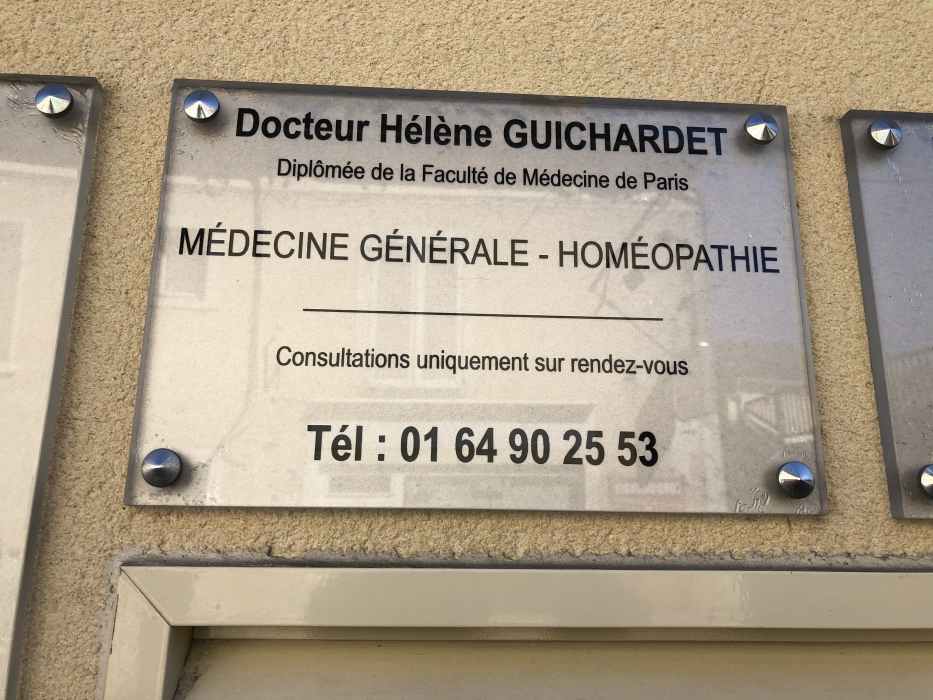 Docteur Hélène GUICHARDET
Diplômée de la Faculté de Médecine de Paris
MÉDECINE GÉNÉRALE - HOMÉOPATHIE
Consultations uniquement sur rendez-vous
Tél : 01 64 90 25 53